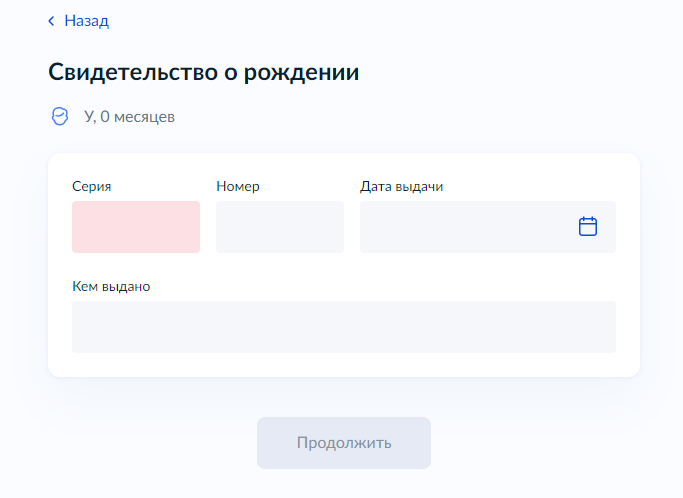 Назад
Свидетельство о рождении
У, 0 месяцев
Серия Номер Дата выдачи
Кем выдано
Продолжить